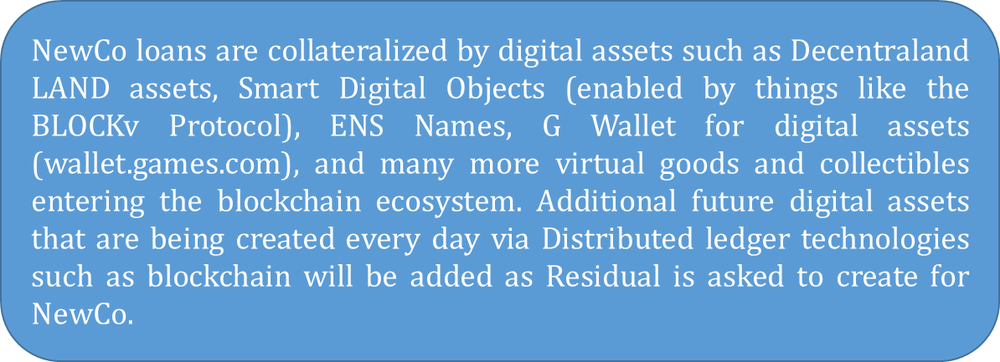 NewCo loans are collateralized by digital assets such as Decentraland
LAND assets, Smart Digital Objects (enabled by things like the
BLOCKv Protocol), ENS Names, G Wallet for digital assets
(wallet.games.com), and many more virtual goods and collectibles
entering the blockchain ecosystem. Additional future digital assets
that are being created every day via Distributed ledger technologies
such as blockchain will be added as Residual is asked to create for
NewCo.